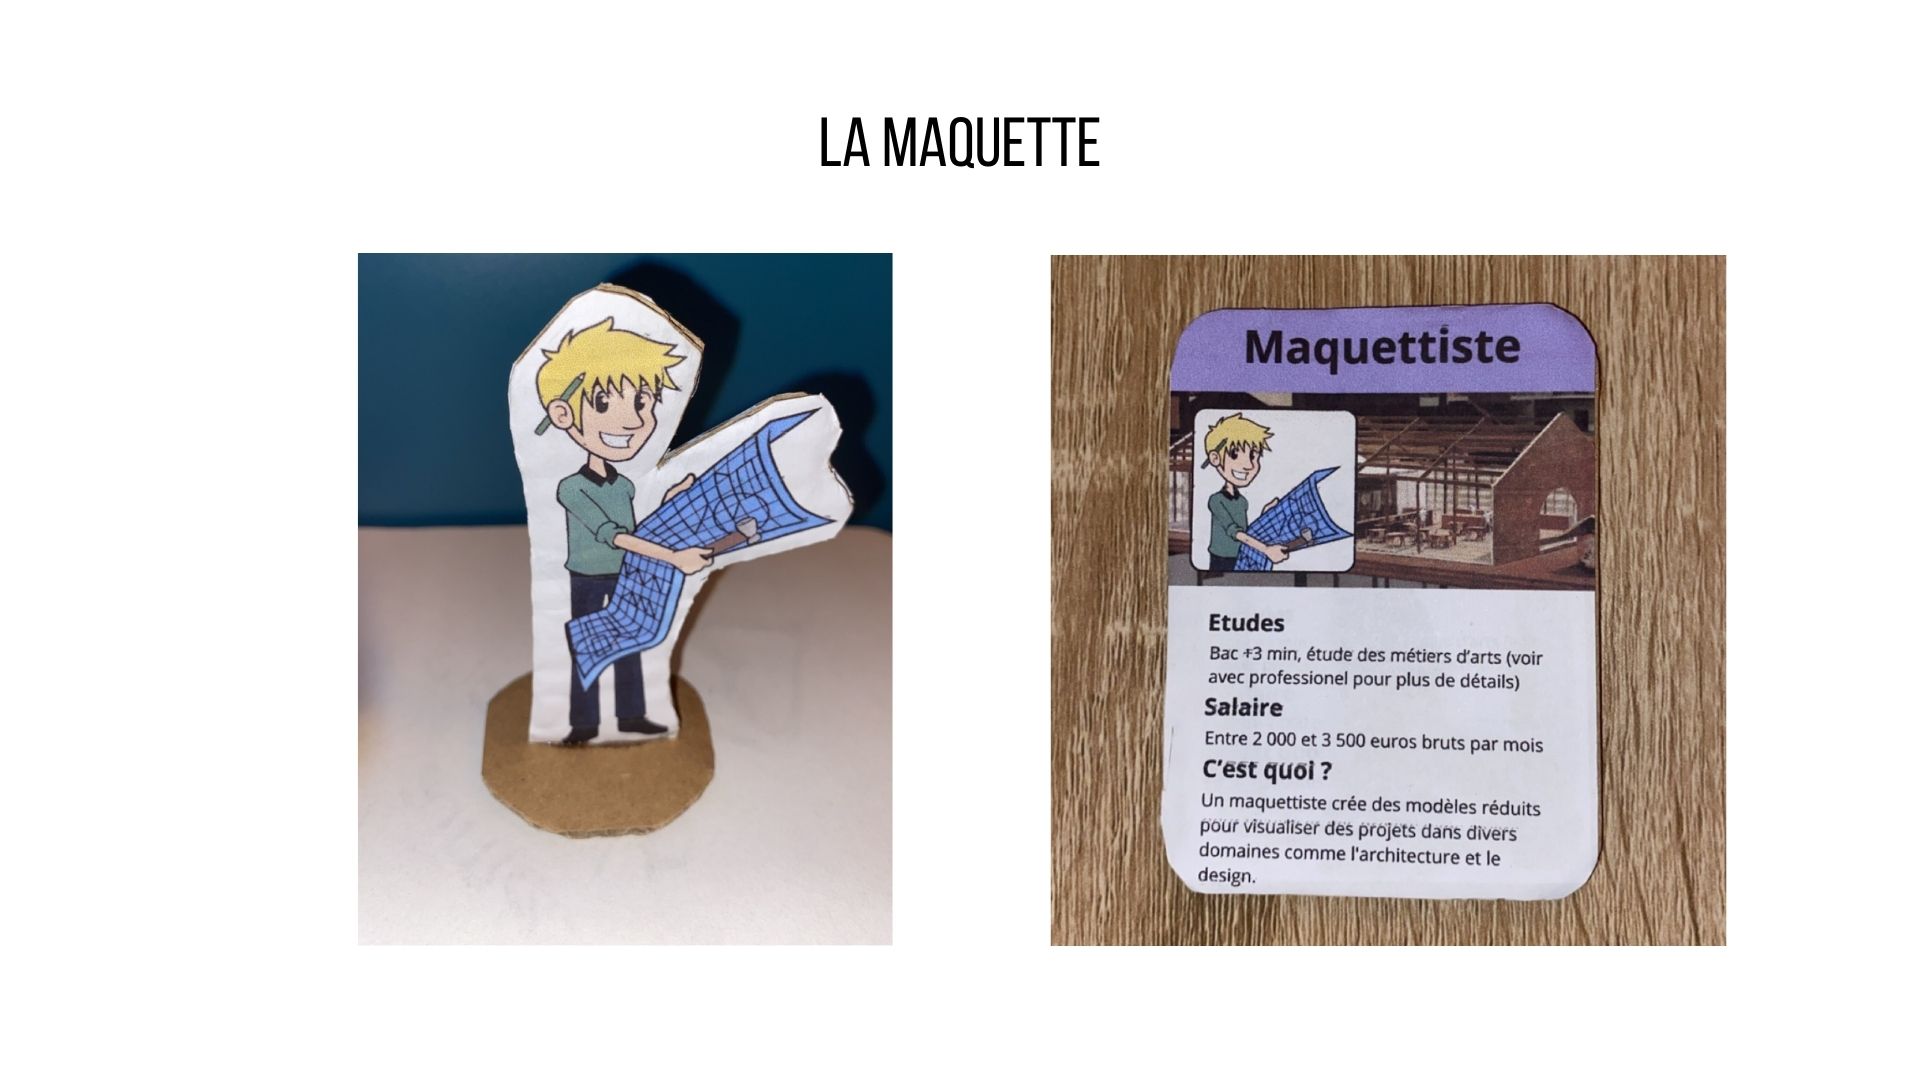 LA MAQUETTE
Maquettiste
Etudes
Bac +3 min, étude des métiers d'arts (voir
avec professionel pour plus de détails)
Salaire
Entre 2 000 et 3 500 euros bruts par mois
C'est quoi ?
Un maquettiste crée des modèles réduits
pour visualiser des projets dans divers
domaines comme l'architecture et le
design.